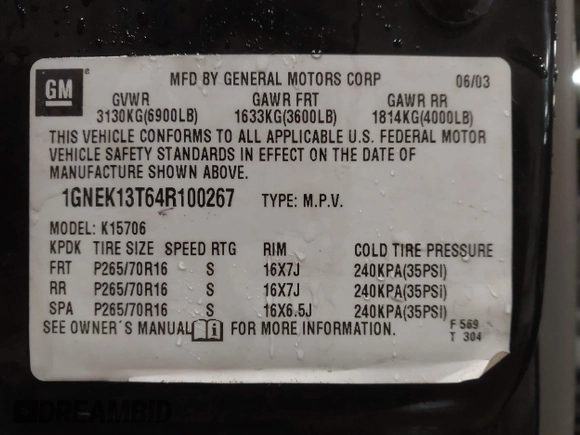 GM ® MFD BY GENERAL MOTORS CORP 06/03
GVWR GAWR FRT GAWR RR
3130KG(6900LB) 1633KG(3600LB) 1814KG(4000LB)
THIS VEHICLE CONFORMS TO ALL APPLICABLE U.S. FEDERAL MOTOR
VEHICLE SAFETY STANDARDS IN EFFECT ON THE DATE OF
MANUFACTURE SHOWN ABOVE.
1GNEK13T64R100267 TYPE: M.P.V.
MODEL: K15706
KPDK TIRE SIZE SPEED RTG RIM COLD TIRE PRESSURE
FRT P265/70R16 S 16X7J 240KPA(35PSI)
RR P265/70R16 S 16X7J 240KPA(35PSI)
SPA P265/70R16 S 16X6.5J 240KPA(35PSI)
SEE OWNER'S MANUAL FOR MORE INFORMATION.
F 569
T 304
DREAMBID